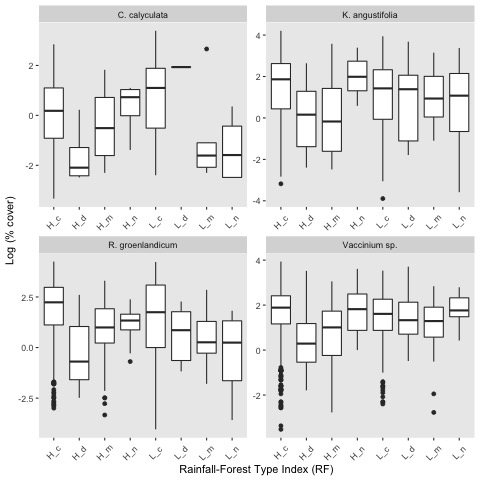 C. calyculata
K. angustifolia
2
0
-2
4
2
0
-2
-4
H_c H_d H_m H_n L_c L_d L_m L_n
H_c H_d H_m H_n L_c L_d L_m L_n
Log (% cover)
R. groenlandicum
Vaccinium sp.
2.5
0.0
-2.5
4
2
0
-2
H_c H_d H_m H_n L_c L_d L_m L_n
H_c H_d H_m H_n L_c L_d L_m L_n
Rainfall-Forest Type Index (RF)